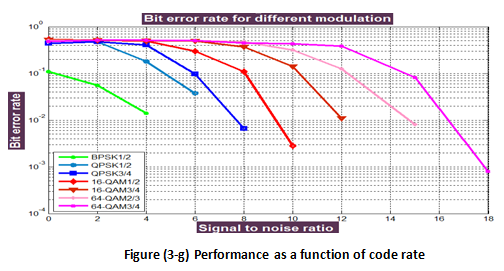 Bit error rate for different modulation
10^0
10^-1
10^-2
10^-3
10^-4
Bit error rate
BPSK1/2
QPSK1/2
QPSK3/4
16-QAM1/2
16-QAM3/4
64-QAM2/3
64-QAM3/4
0 2 4 6 8 10 12 14 16 18
Signal to noise ratio
Figure (3-g) Performance as a function of code rate